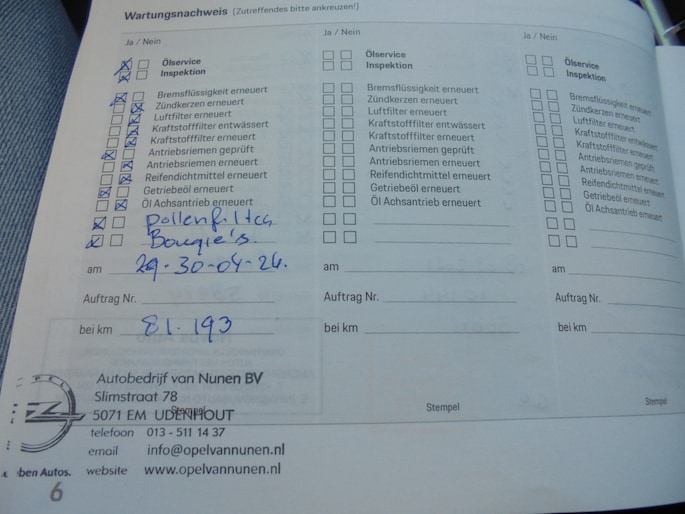 Wartungsnachweis (Zutreffendes bitte ankreuzen!)
Ja / Nein
Ölservice
Inspektion
Bremsflüssigkeit erneuert
Zündkerzen erneuert
Luftfilter erneuert
Kraftstofffilter entwässert
Kraftstofffilter erneuert
Antriebsriemen geprüft
Antriebsriemen erneuert
Reifendichtmittel erneuert
Getriebeöl erneuert
Öl Achsantrieb erneuert
Pollenfilter
Bougie's.
am 29-30-04-24.
Auftrag Nr.
bei km 81.193
Autobedrijf van Nunen BV
Slimstraat 78
Stempel
5071 EM UDENHOUT
telefoon 013 - 511 14 37
email info@opelvannunen.nl
ben Autos. website www.opelvannunen.nl
6
Ja / Nein
Ölservice
Inspektion
Bremsflüssigkeit erneuert
Zündkerzen erneuert
Luftfilter erneuert
Kraftstofffilter entwässert
Kraftstofffilter erneuert
Antriebsriemen geprüft
Antriebsriemen erneuert
Reifendichtmittel erneuert
Getriebeöl erneuert
Öl Achsantrieb erneuert
am
Auftrag Nr.
bei km
Stempel
Ja / Nein
Ölservice
Inspektion
Bremsflüssigkeit erneuert
Zündkerzen erneuert
Luftfilter erneuert
Kraftstofffilter entwässert
Kraftstofffilter erneuert
Antriebsriemen geprüft
Antriebsriemen erneuert
Reifendichtmittel erneuert
Getriebeöl erneuert
Öl Achsantrieb erneuert
am
Auftrag Nr.
bei km
Stempel